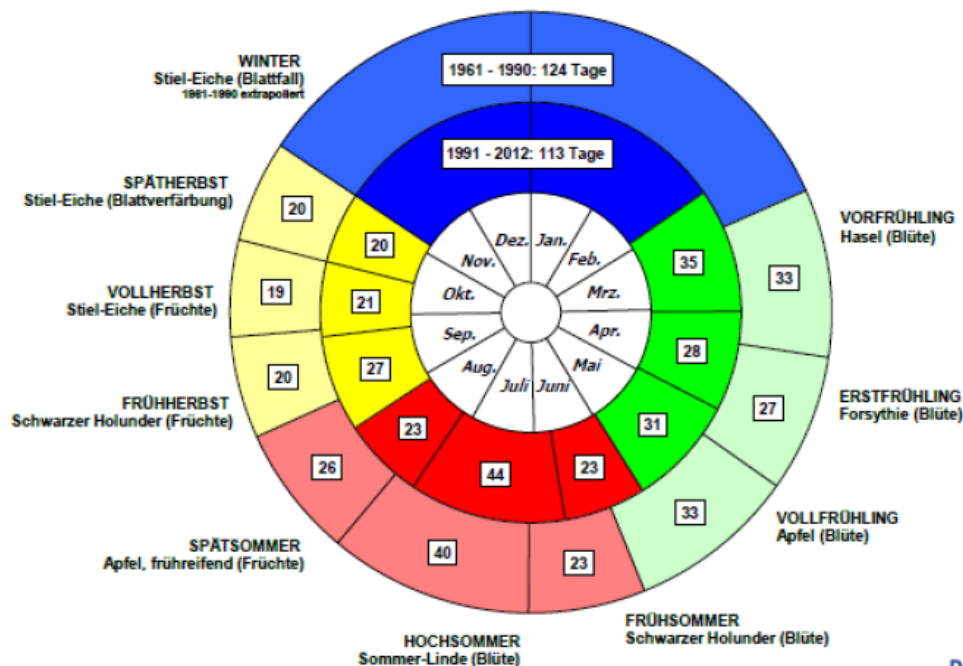 WINTER
Stiel-Eiche (Blattfall)
1961-1990 extrapoliert
1961 - 1990: 124 Tage
1991 - 2012: 113 Tage
SPÄTHERBST
Stiel-Eiche (Blattverfärbung)
VOLLHERBST
Stiel-Eiche (Früchte)
FRÜHHERBST
Schwarzer Holunder (Früchte)
SPÄTSOMMER
Apfel, frühreifend (Früchte)
HOCHSOMMER
Sommer-Linde (Blüte)
FRÜHSOMMER
Schwarzer Holunder (Blüte)
VOLLFRÜHLING
Apfel (Blüte)
ERSTFRÜHLING
Forsythie (Blüte)
VORFRÜHLING
Hasel (Blüte)
20
19
20
26
40
23
33
27
33
20
21
27
23
44
23
31
28
35
Jan.
Feb.
Mrz.
Apr.
Mai
Juni
Juli
Aug.
Sep.
Okt.
Nov.
Dez.